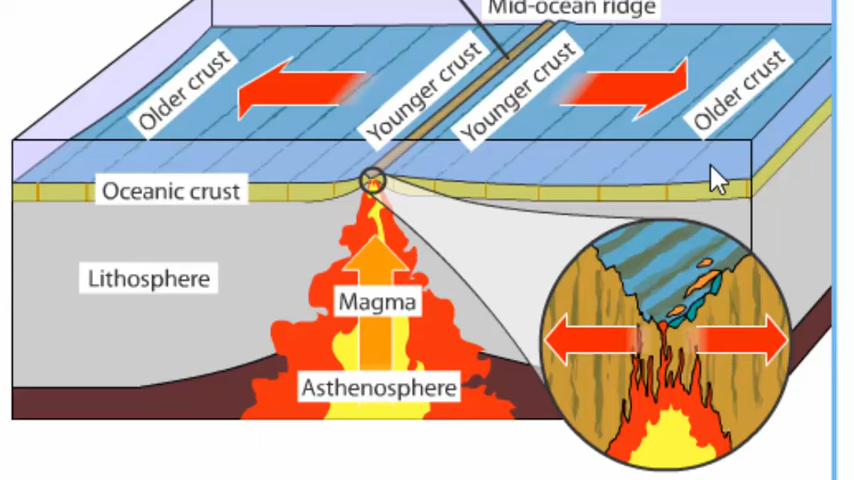 Mid-ocean ridge
Older crust
Younger crust
Younger crust
Older crust
Oceanic crust
Lithosphere
Magma
Asthenosphere